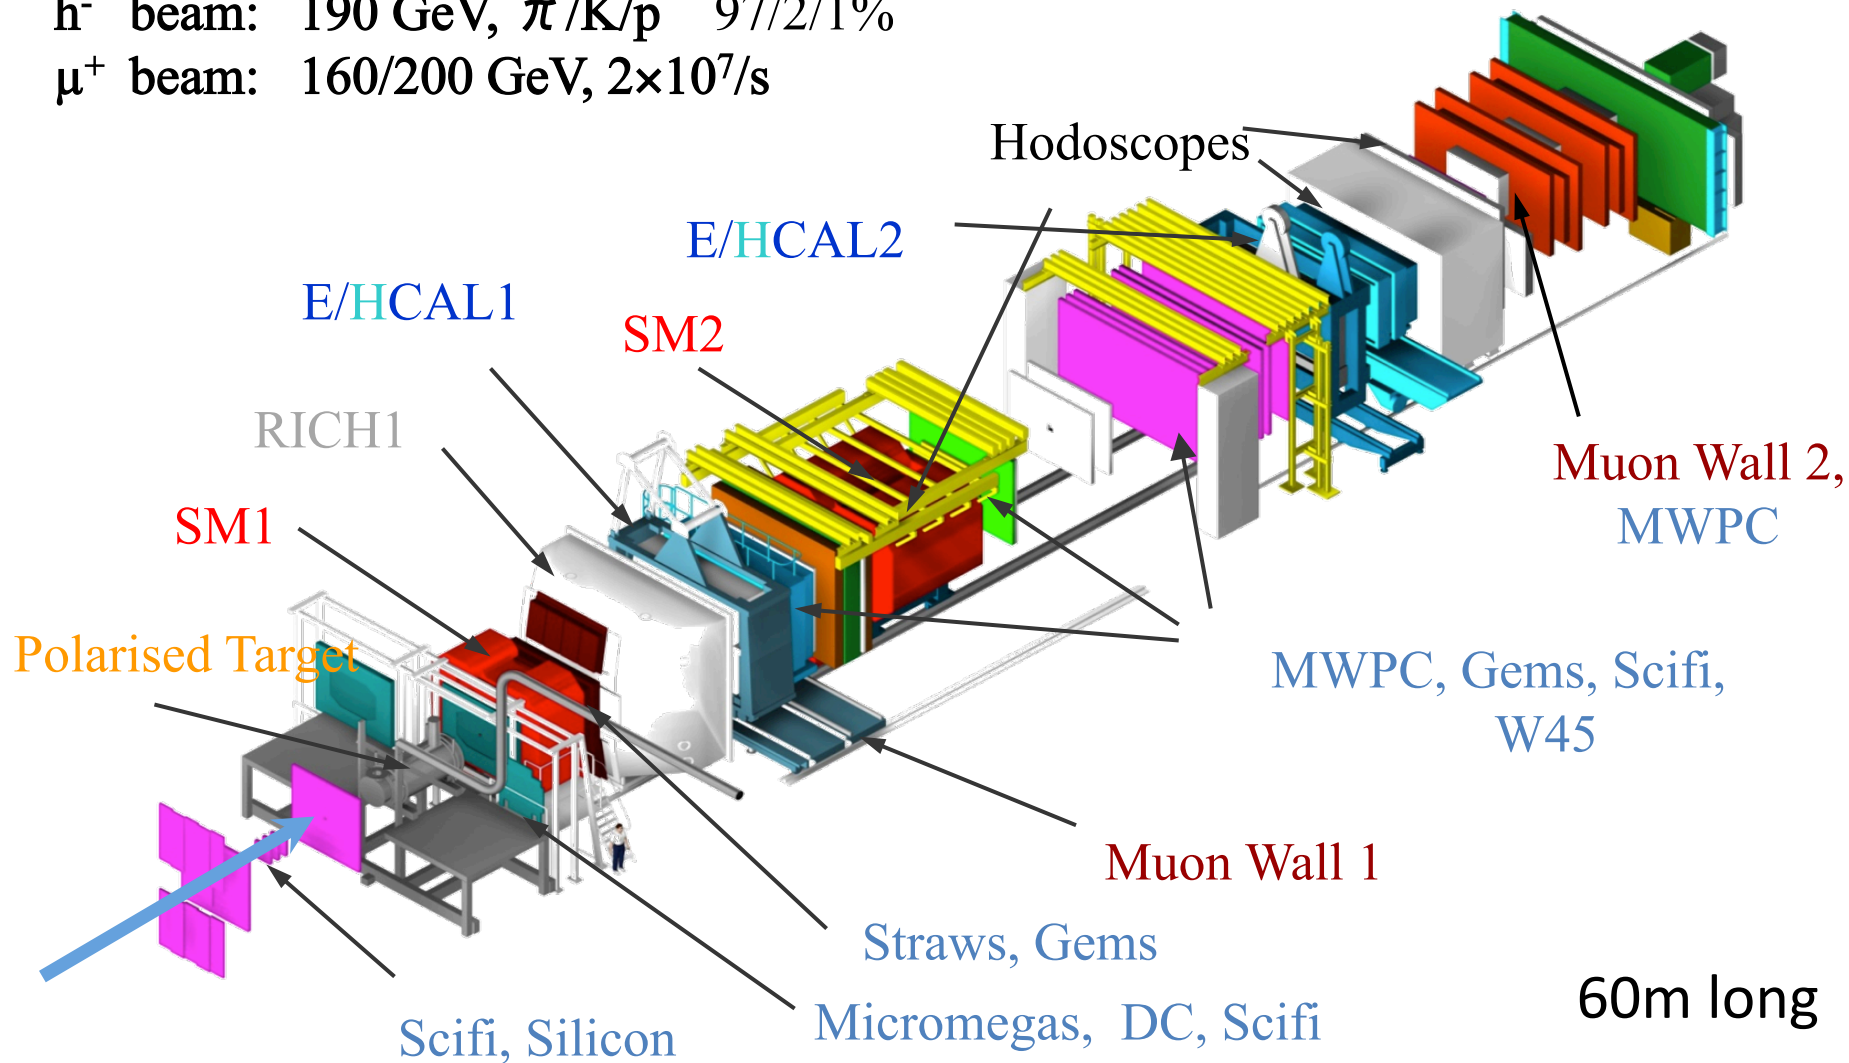 h⁻ beam: 190 GeV, π⁻/K/p 97/2/1%
μ⁺ beam: 160/200 GeV, 2×10⁷/s
Hodoscopes
E/HCAL2
E/HCAL1
SM2
RICH1
Muon Wall 2,
MWPC
SM1
Polarised Target
MWPC, Gems, Scifi,
W45
Muon Wall 1
Straws, Gems
60m long
Micromegas, DC, Scifi
Scifi, Silicon